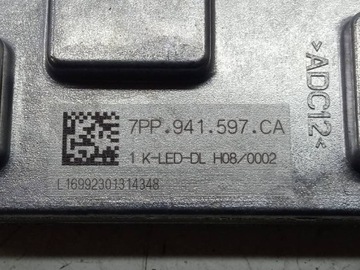 7PP.941.597.CA
1 K-LED-DL H08/0002
L16992301314348
>ADC12<